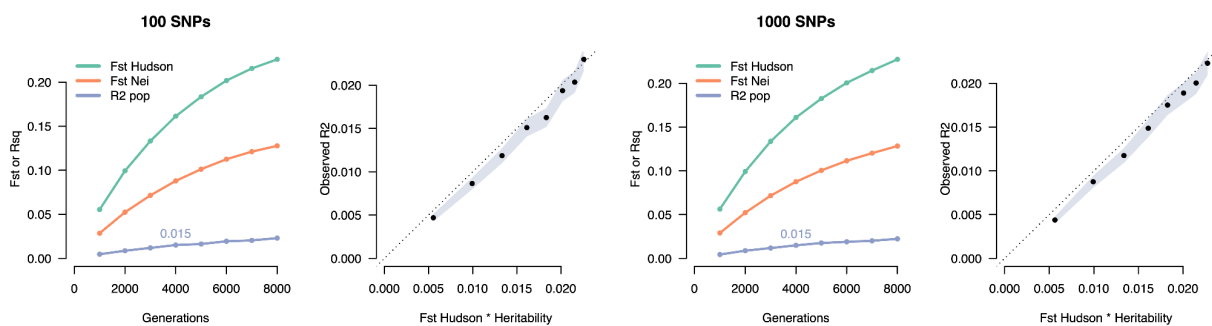 100 SNPs
Fst or Rsq
0.20
0.15
0.10
0.05
0.00
Fst Hudson
Fst Nei
R2 pop
0.015
0 2000 4000 6000 8000
Generations
Observed R2
0.020
0.015
0.010
0.005
0.000
0.000 0.005 0.010 0.015 0.020
Fst Hudson * Heritability
1000 SNPs
Fst or Rsq
0.20
0.15
0.10
0.05
0.00
Fst Hudson
Fst Nei
R2 pop
0.015
0 2000 4000 6000 8000
Generations
Observed R2
0.020
0.015
0.010
0.005
0.000
0.000 0.005 0.010 0.015 0.020
Fst Hudson * Heritability